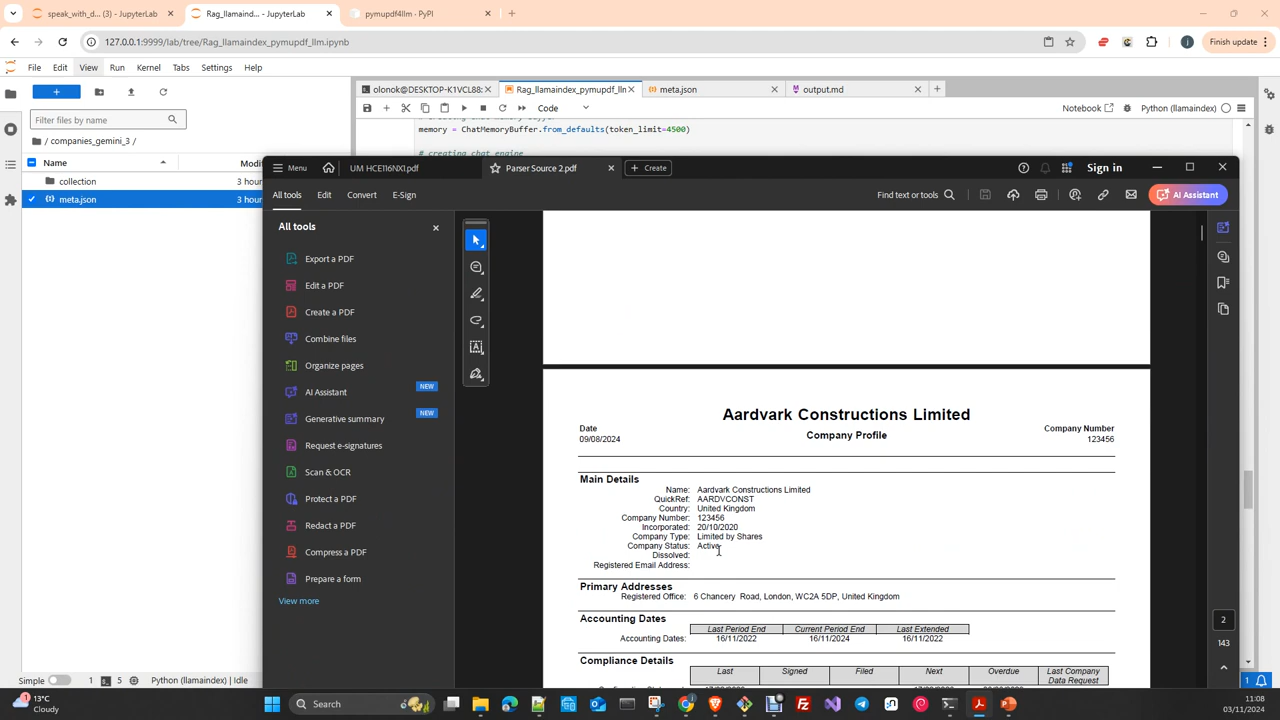 speak_with_d... (3) - JupyterLab
Rag_llamaind... - JupyterLab
pymupdf4llm · PyPI
127.0.0.1:9999/lab/tree/Rag_llamaindex_pymupdf_llm.ipynb
Finish update
File Edit View Run Kernel Tabs Settings Help
olonok@DESKTOP-K1VCL88:
Rag_llamaindex_pymupdf_lln
meta.json
output.md
Code
Notebook
Python (llamaindex)
Filter files by name
/ companies_gemini_3 /
Name
Modi
collection
3 hour
meta.json
3 hour
memory = ChatMemoryBuffer.from_defaults(token_limit=4500)
# creating chat engine
Menu
UM HCE116NX1.pdf
Parser Source 2.pdf
Create
Sign in
All tools
Edit
Convert
E-Sign
Find text or tools
AI Assistant
All tools
Export a PDF
Edit a PDF
Create a PDF
Combine files
Organize pages
AI Assistant
NEW
Generative summary
NEW
Request e-signatures
Scan & OCR
Protect a PDF
Redact a PDF
Compress a PDF
Prepare a form
View more
Aardvark Constructions Limited
Date
Company Profile
Company Number
09/08/2024
123456
Main Details
Name: Aardvark Constructions Limited
QuickRef: AARDVCONST
Country: United Kingdom
Company Number: 123456
Incorporated: 20/10/2020
Company Type: Limited by Shares
Company Status: Active
Dissolved:
Registered Email Address:
Primary Addresses
Registered Office: 6 Chancery Road, London, WC2A 5DP, United Kingdom
Accounting Dates
Last Period End Current Period End Last Extended
Accounting Dates: 16/11/2022 16/11/2024 16/11/2022
Compliance Details
Last Signed Filed Next Overdue Last Company
Data Request
2
143
Simple
1
5
Python (llamaindex) | Idle
1
13°C
Cloudy
Search
11:08
03/11/2024